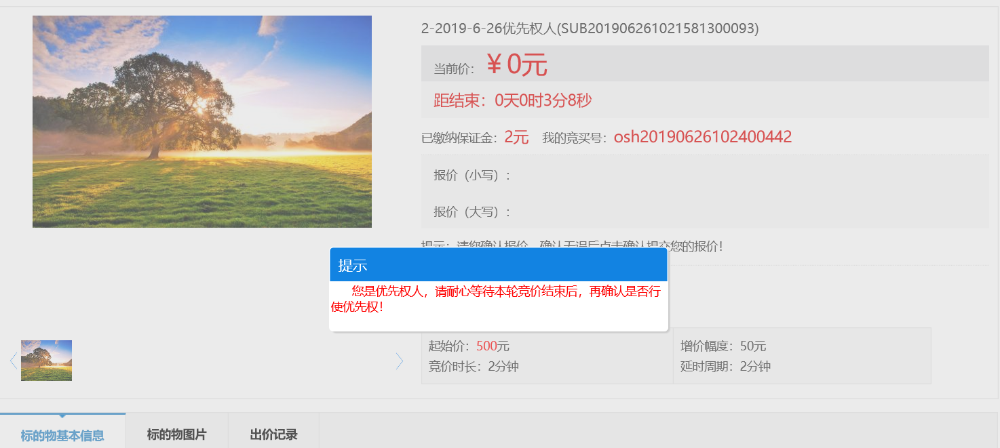 2-2019-6-26优先权人(SUB201906261021581300093)
当前价：￥0元
距结束：0天0时3分8秒
已缴纳保证金：2元 我的竞买号：osh20190626102400442
报价（小写）：
报价（大写）：
提示：请您确认报价，确认无误后点击确认提交您的报价！
提示
您是优先权人，请耐心等待本轮竞价结束后，再确认是否行
使优先权！
起始价：500元 增价幅度：50元
竞价时长：2分钟 延时周期：2分钟
标的物基本信息 标的物图片 出价记录